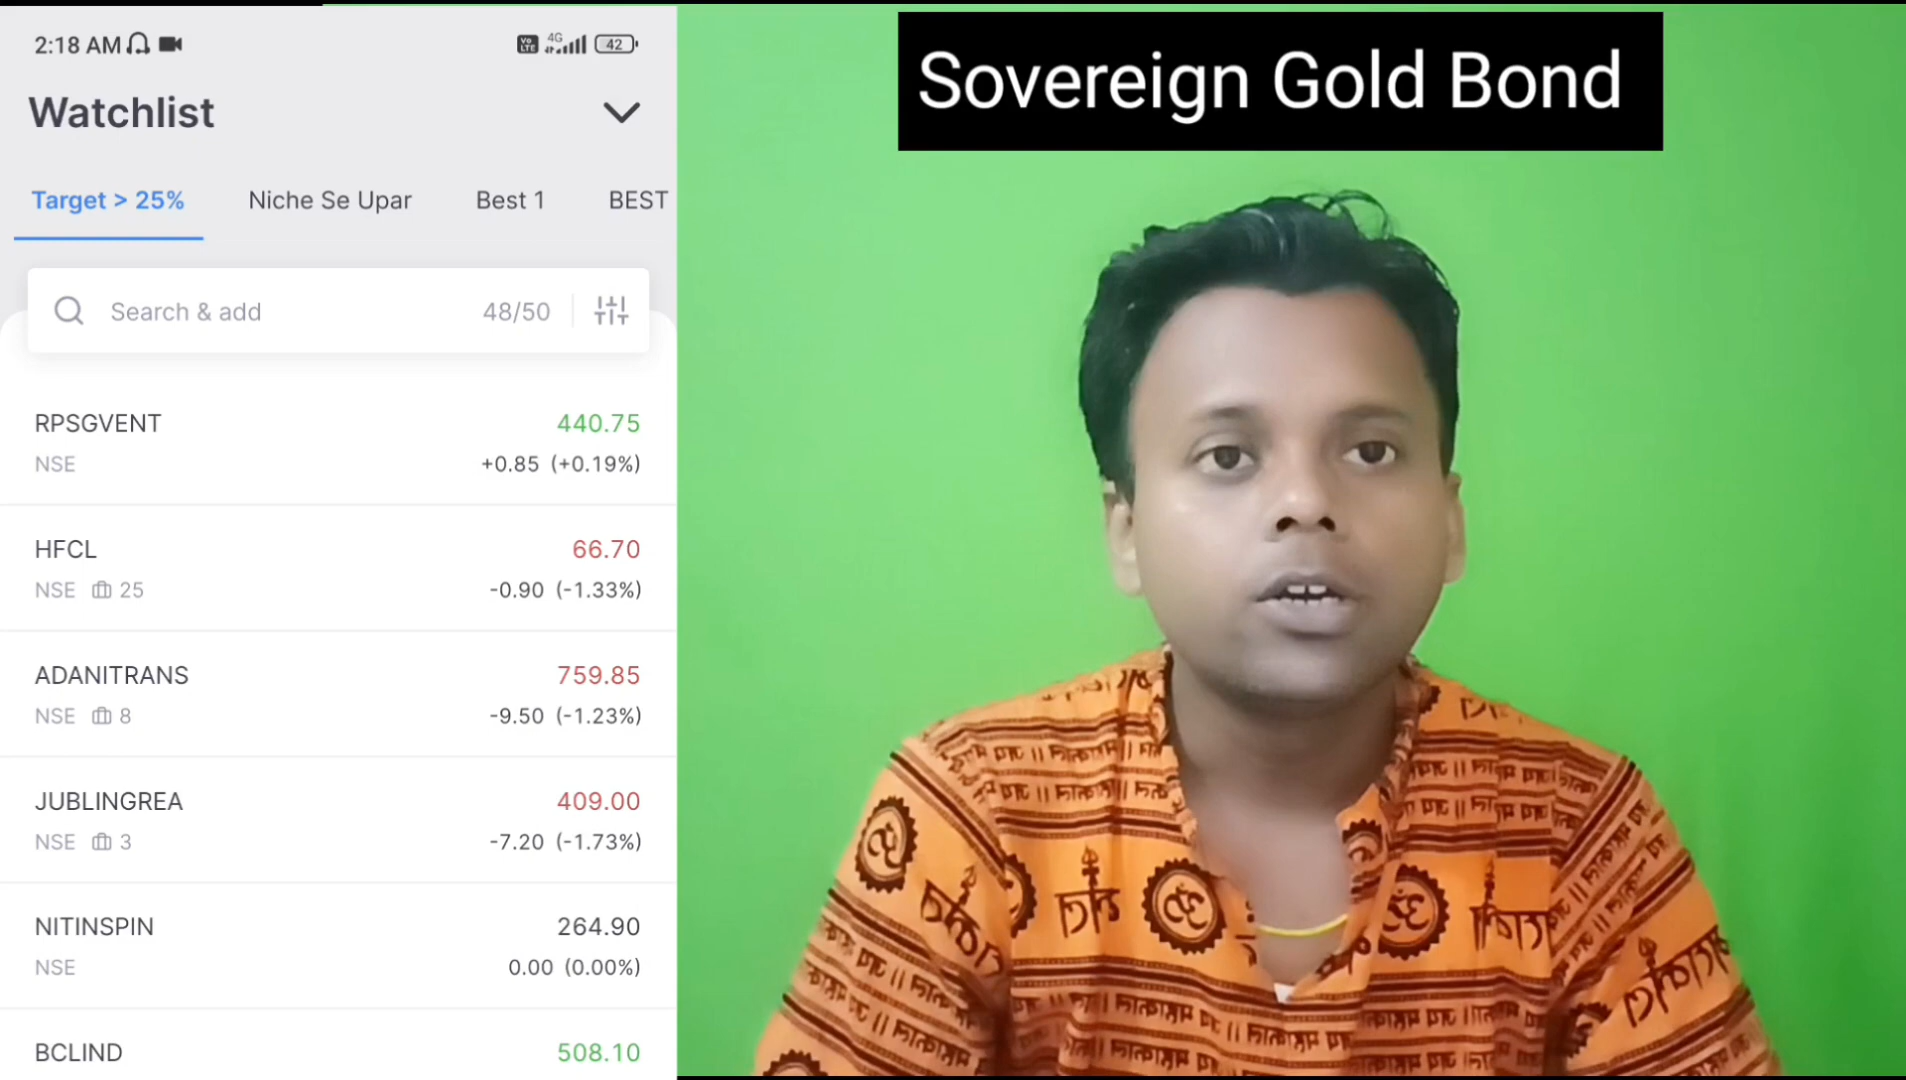 2:18 AM
Vo LTE 4G 42
Watchlist
Target > 25% Niche Se Upar Best 1 BEST
Search & add 48/50
RPSGVENT 440.75
NSE +0.85 (+0.19%)
HFCL 66.70
NSE 25 -0.90 (-1.33%)
ADANITRANS 759.85
NSE 8 -9.50 (-1.23%)
JUBLINGREA 409.00
NSE 3 -7.20 (-1.73%)
NITINSPIN 264.90
NSE 0.00 (0.00%)
BCLIND 508.10
Sovereign Gold Bond
ॐ
ॐ
ॐ